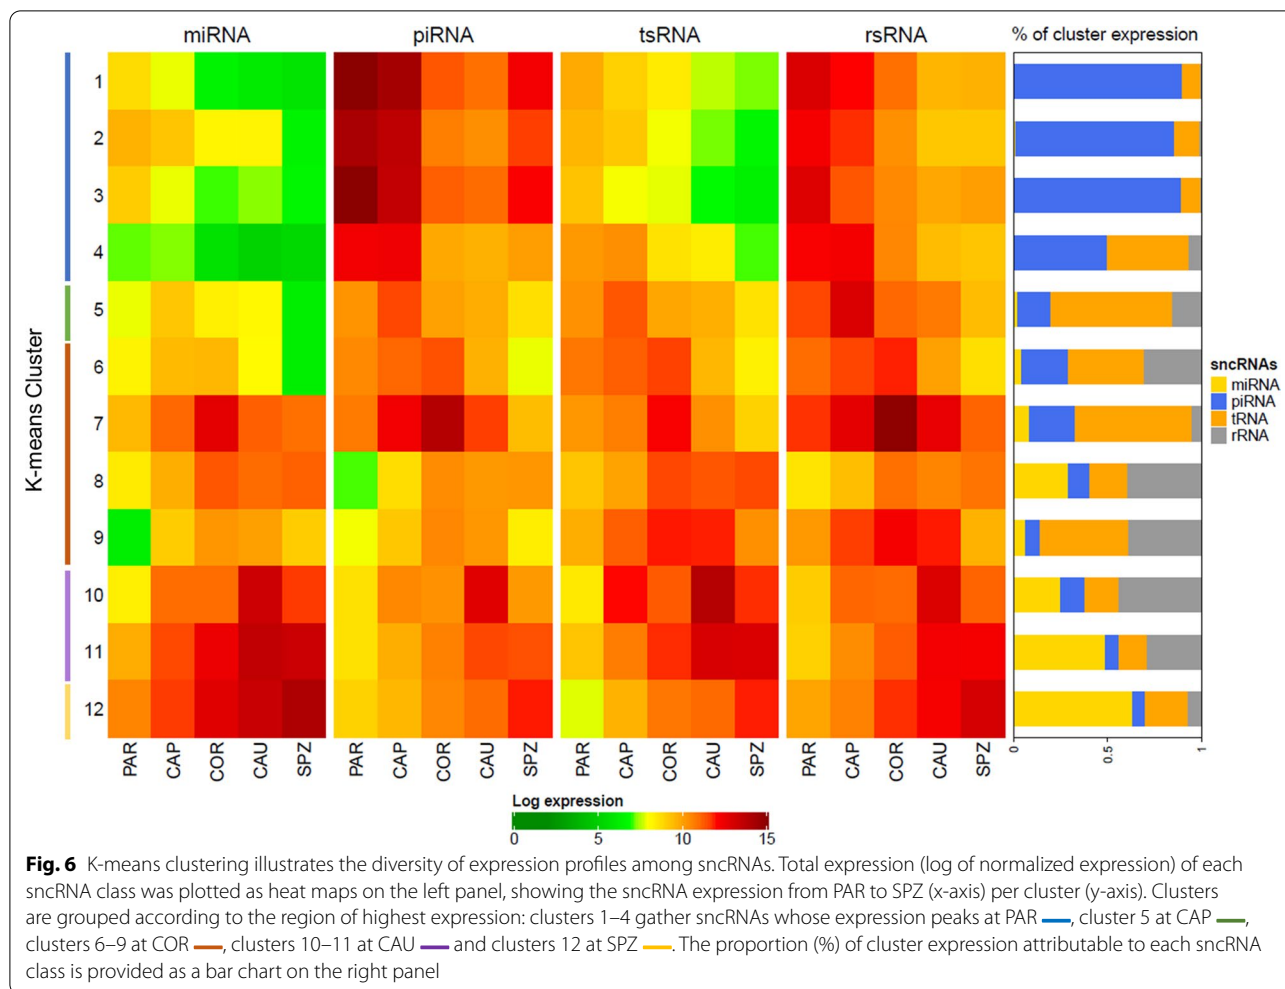 miRNA piRNA tsRNA rsRNA % of cluster expression
K-means Cluster
1
2
3
4
5
6
7
8
9
10
11
12
sncRNAs
miRNA
piRNA
tRNA
rRNA
PAR CAP COR CAU SPZ PAR CAP COR CAU SPZ PAR CAP COR CAU SPZ PAR CAP COR CAU SPZ 0 0.5 1
Log expression
0 5 10 15
Fig. 6 K-means clustering illustrates the diversity of expression profiles among sncRNAs. Total expression (log of normalized expression) of each
sncRNA class was plotted as heat maps on the left panel, showing the sncRNA expression from PAR to SPZ (x-axis) per cluster (y-axis). Clusters
are grouped according to the region of highest expression: clusters 1–4 gather sncRNAs whose expression peaks at PAR —, cluster 5 at CAP —,
clusters 6–9 at COR —, clusters 10–11 at CAU — and clusters 12 at SPZ —. The proportion (%) of cluster expression attributable to each sncRNA
class is provided as a bar chart on the right panel